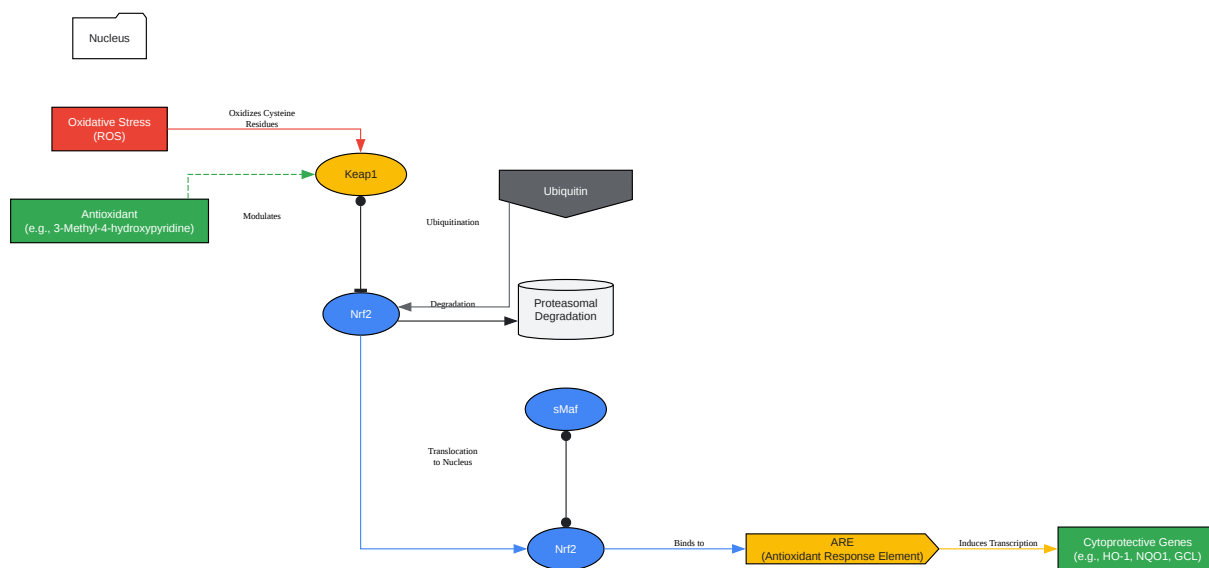 Nucleus
Oxidative Stress
(ROS)
Oxidizes Cysteine
Residues
Keap1
Ubiquitin
Antioxidant
(e.g., 3-Methyl-4-hydroxypyridine)
Modulates
Ubiquitination
Nrf2
Degradation
Proteasomal
Degradation
sMaf
Translocation
to Nucleus
Nrf2
Binds to
ARE
(Antioxidant Response Element)
Induces Transcription
Cytoprotective Genes
(e.g., HO-1, NQO1, GCL)